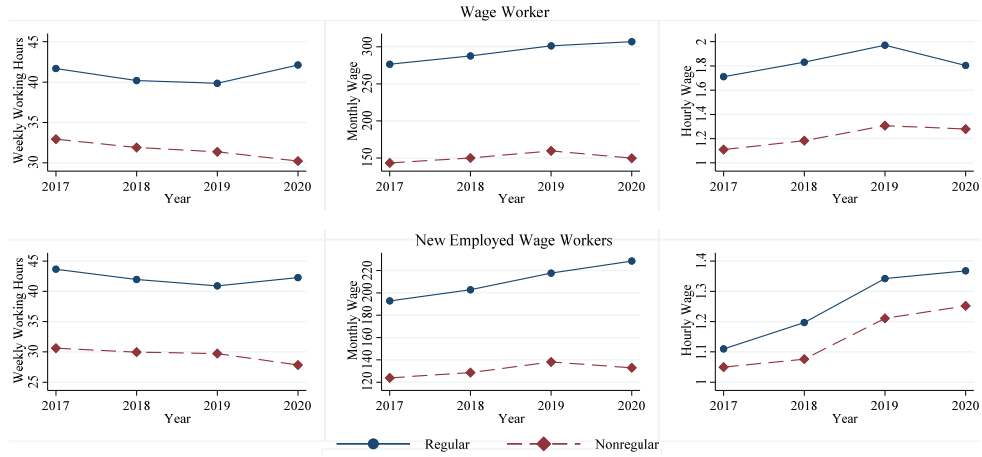 Wage Worker
Weekly Working Hours
45
40
35
30
2017 2018 2019 2020
Year
Monthly Wage
300
250
200
150
2017 2018 2019 2020
Year
Hourly Wage
2
1.8
1.6
1.4
1.2
1
2017 2018 2019 2020
Year
New Employed Wage Workers
Weekly Working Hours
45
40
35
30
25
2017 2018 2019 2020
Year
Monthly Wage
220
200
180
160
140
120
2017 2018 2019 2020
Year
Hourly Wage
1.4
1.3
1.2
1.1
1
2017 2018 2019 2020
Year
Regular Nonregular